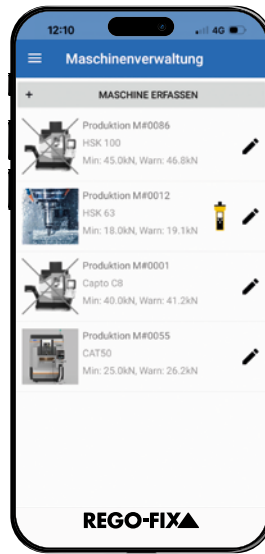 12:10
4G
Maschinenverwaltung
+ MASCHINE ERFASSEN
Produktion M#0086
HSK 100
Min: 45.0kN, Warn: 46.8kN
Produktion M#0012
HSK 63
Min: 18.0kN, Warn: 19.1kN
Produktion M#0001
Capto C8
Min: 40.0kN, Warn: 41.2kN
Produktion M#0055
CAT50
Min: 25.0kN, Warn: 26.2kN
REGO-FIX